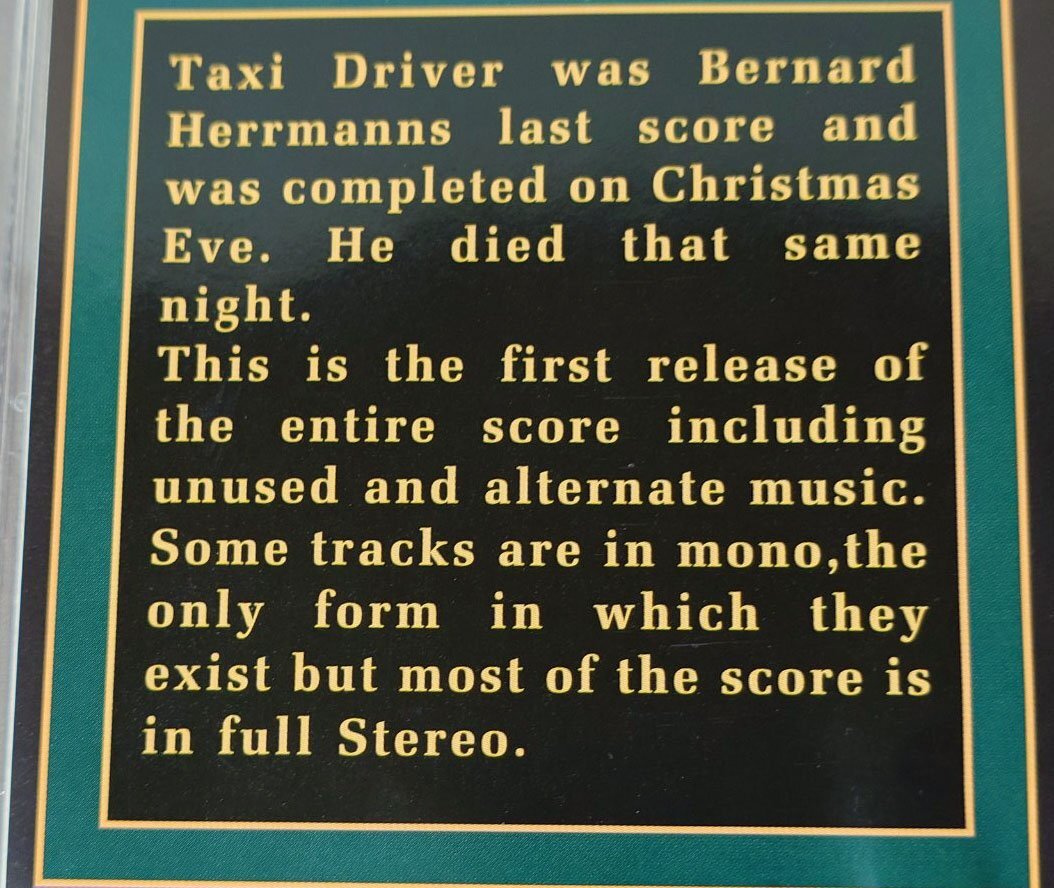 Taxi Driver was Bernard
Herrmanns last score and
was completed on Christmas
Eve. He died that same
night.
This is the first release of
the entire score including
unused and alternate music.
Some tracks are in mono,the
only form in which they
exist but most of the score is
in full Stereo.